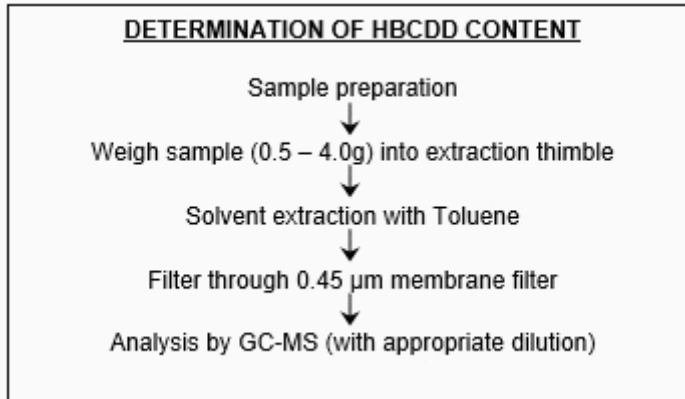 DETERMINATION OF HBCDD CONTENT
Sample preparation
Weigh sample (0.5 – 4.0g) into extraction thimble
Solvent extraction with Toluene
Filter through 0.45 µm membrane filter
Analysis by GC-MS (with appropriate dilution)